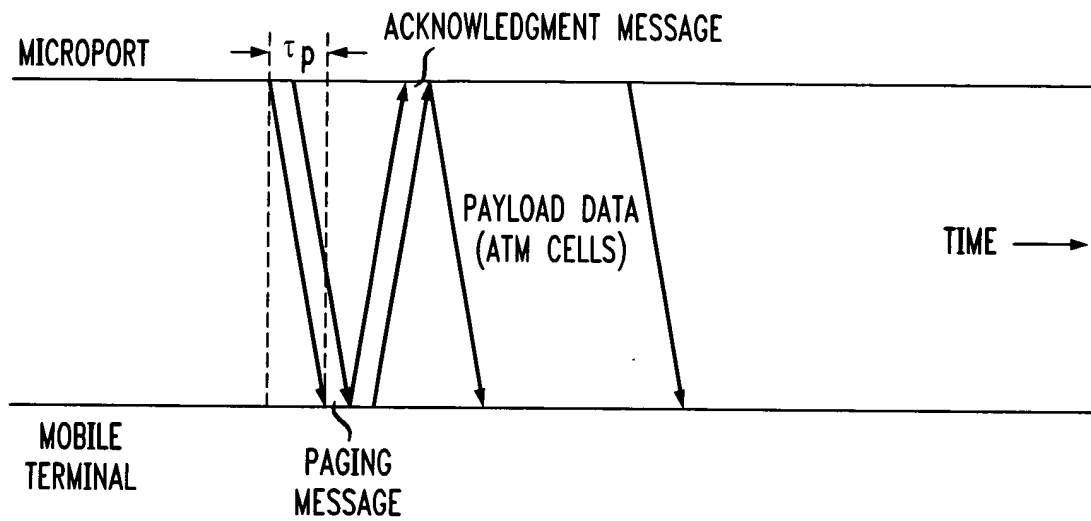 ACKNOWLEDGMENT MESSAGE
MICROPORT
τp
PAYLOAD DATA
(ATM CELLS)
TIME
MOBILE
TERMINAL
PAGING
MESSAGE